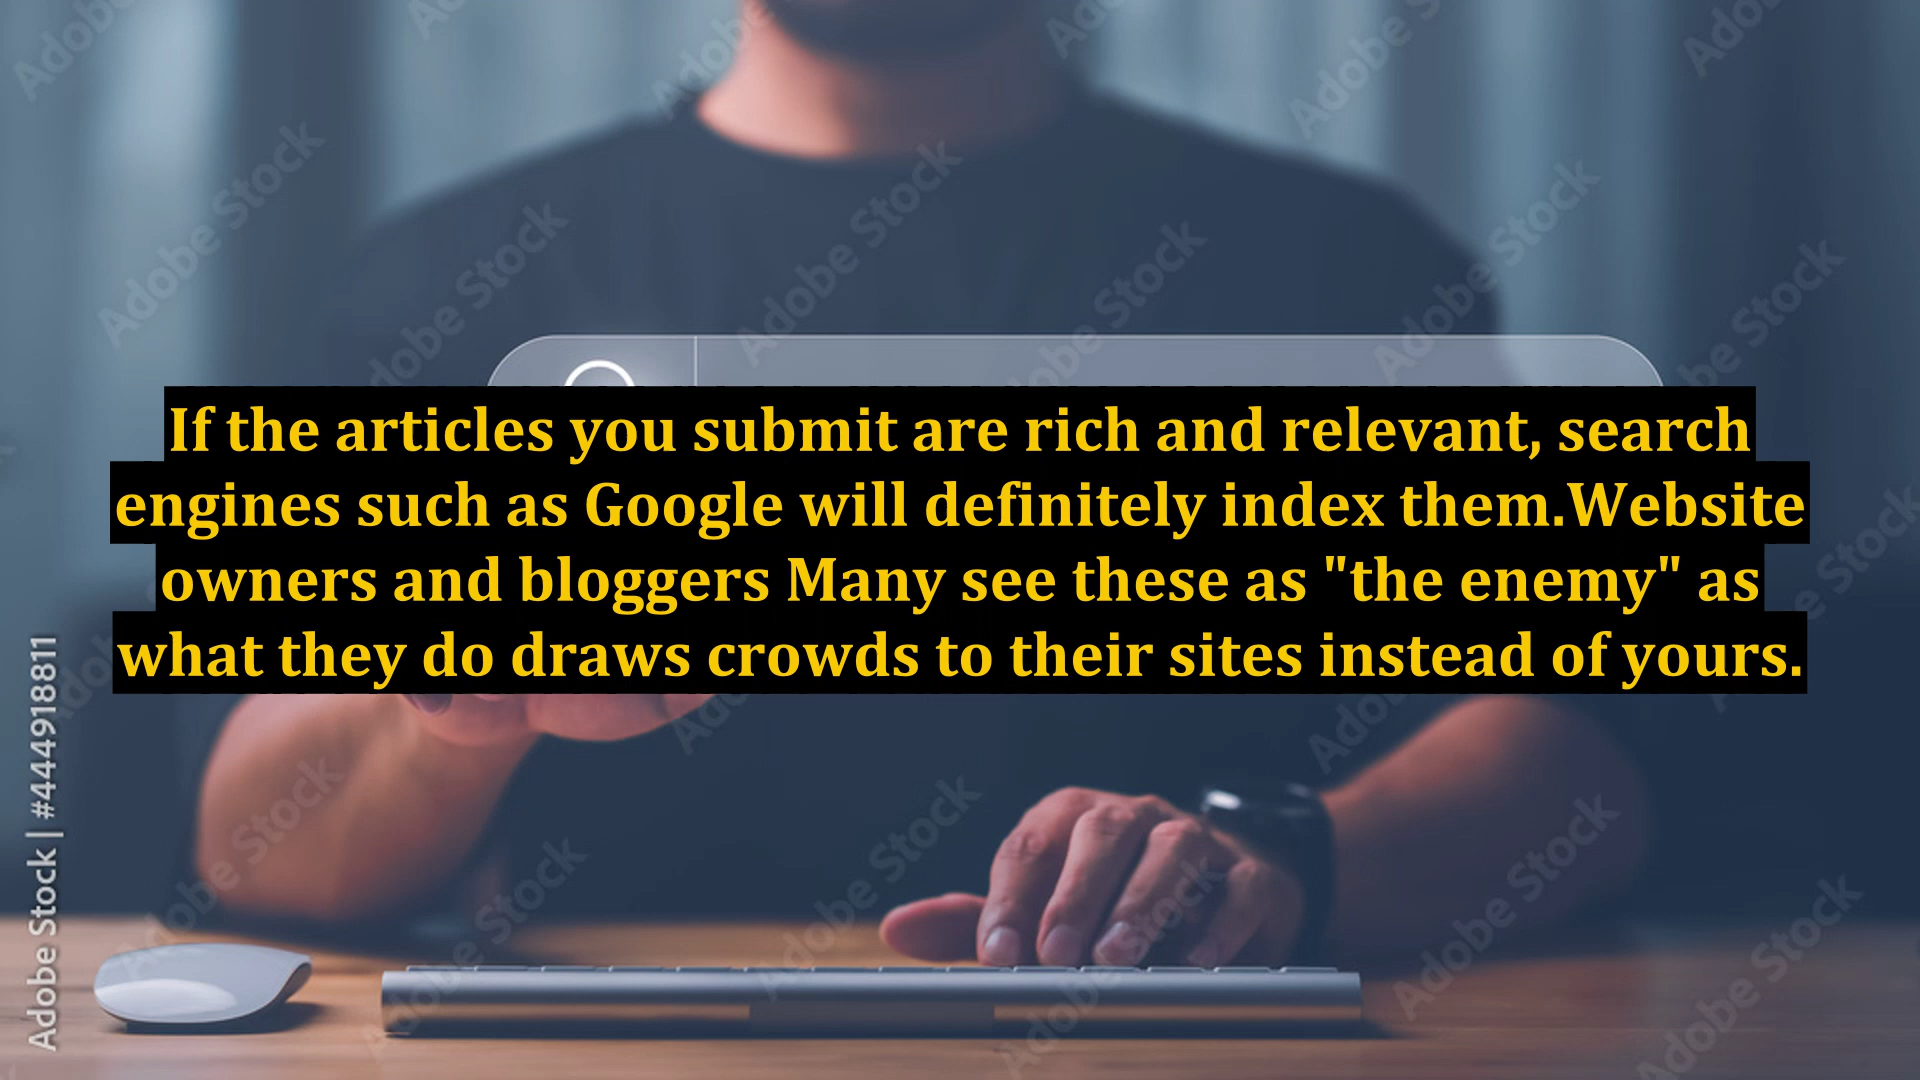 If the articles you submit are rich and relevant, search
engines such as Google will definitely index them.Website
owners and bloggers Many see these as "the enemy" as
what they do draws crowds to their sites instead of yours.
Adobe Stock | #444918811
Adobe Stock